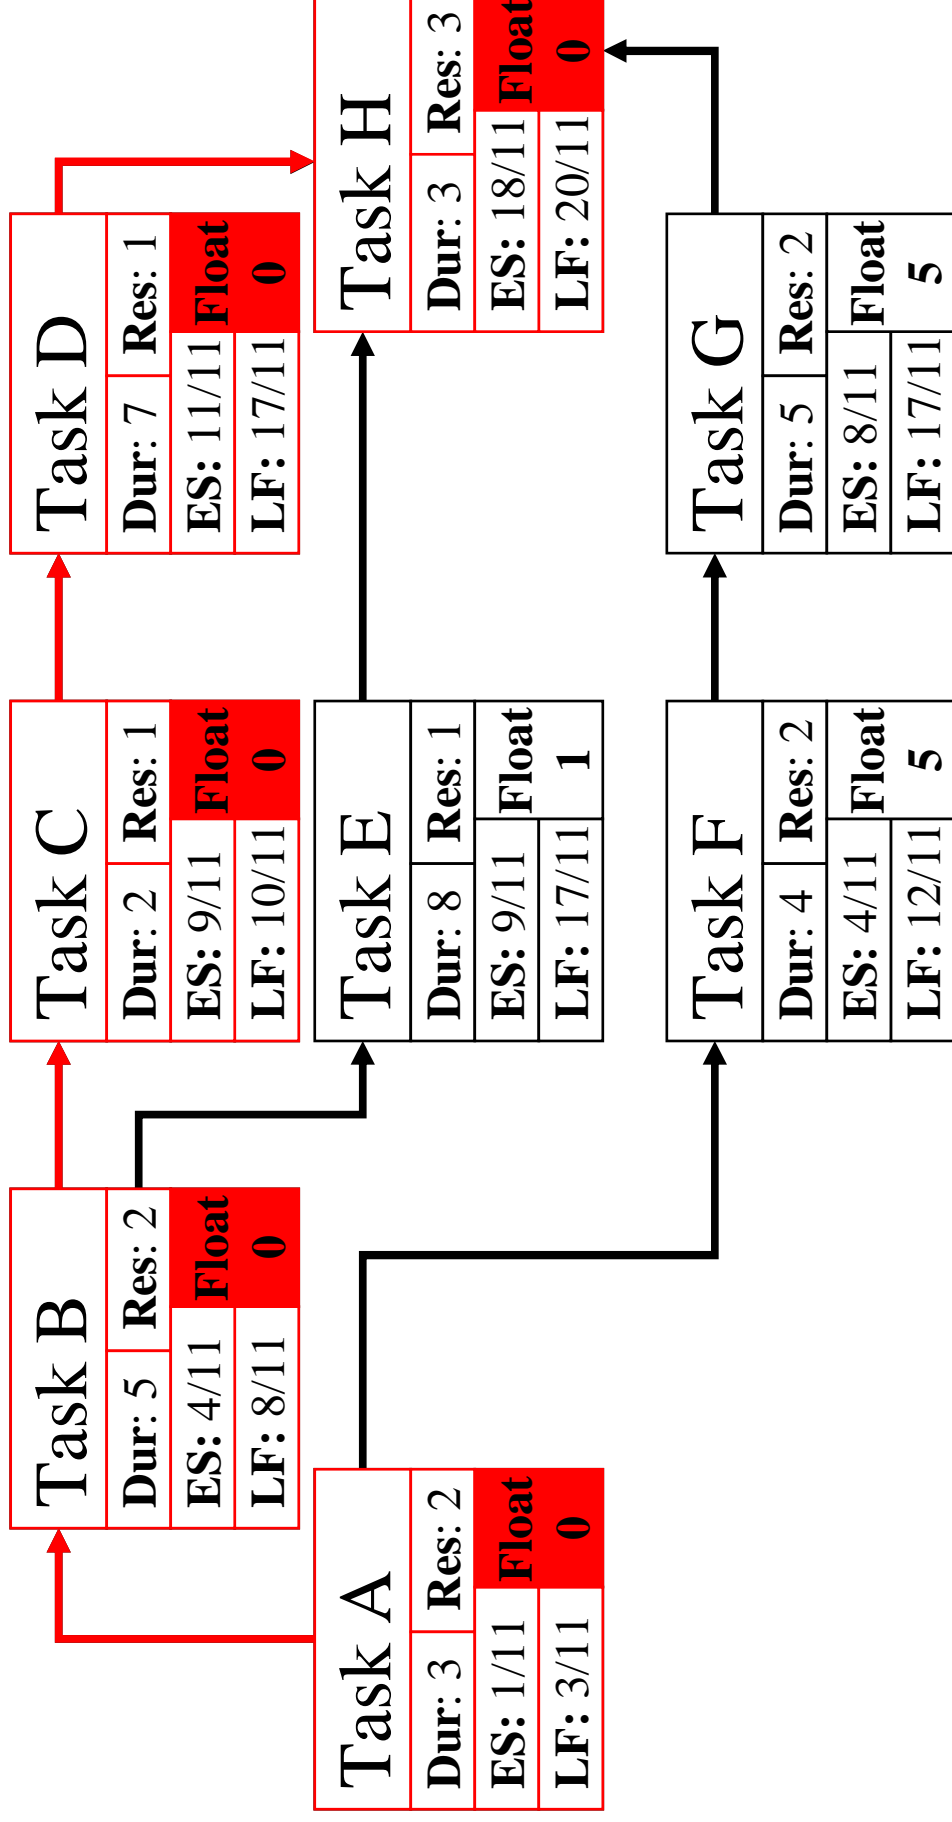 Task A
Dur: 3 Res: 2
ES: 1/11 Float
LF: 3/11 0
Task B
Dur: 5 Res: 2
ES: 4/11 Float
LF: 8/11 0
Task C
Dur: 2 Res: 1
ES: 9/11 Float
LF: 10/11 0
Task D
Dur: 7 Res: 1
ES: 11/11 Float
LF: 17/11 0
Task E
Dur: 8 Res: 1
ES: 9/11 Float
LF: 17/11 1
Task F
Dur: 4 Res: 2
ES: 4/11 Float
LF: 12/11 5
Task G
Dur: 5 Res: 2
ES: 8/11 Float
LF: 17/11 5
Task H
Dur: 3 Res: 3
ES: 18/11 Float
LF: 20/11 0